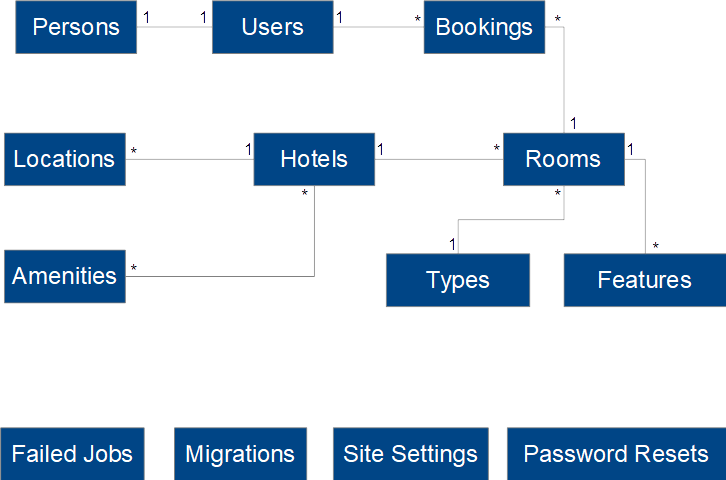 Persons 1 1 Users 1 * Bookings *
1
Locations * 1 Hotels 1 * Rooms 1
* *
1 *
Amenities * Types Features
Failed Jobs Migrations Site Settings Password Resets